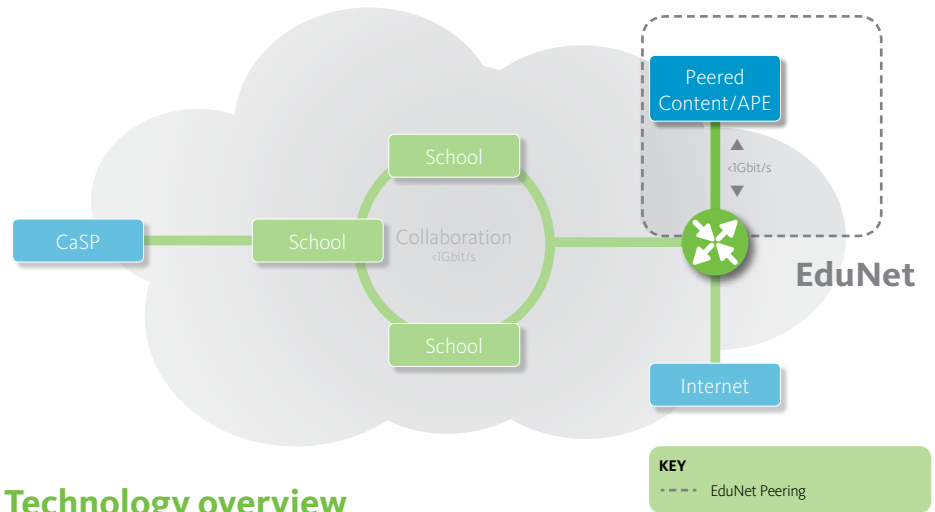 Peered
Content/APE
<1Gbit/s
School
CaSP
School
Collaboration
<1Gbit/s
EduNet
School
Internet
KEY
EduNet Peering
Technology overview